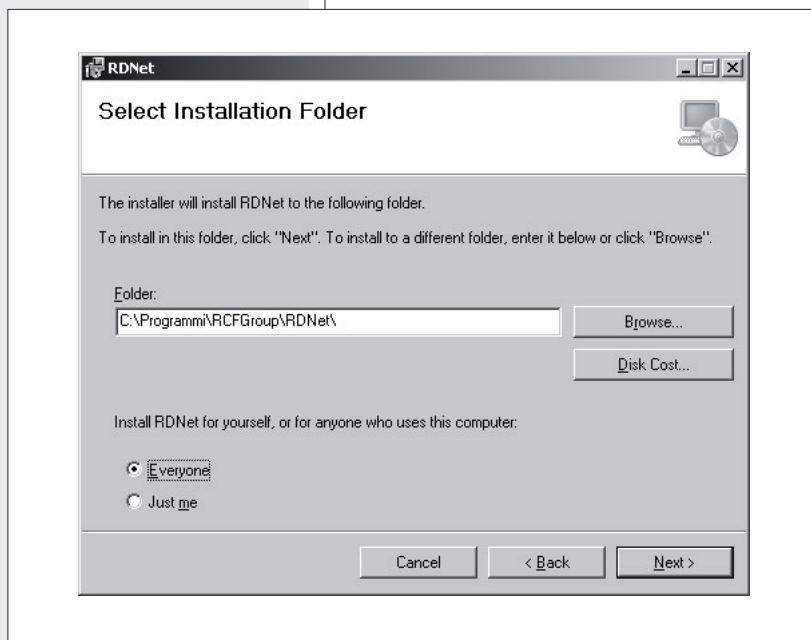 RDNet
Select Installation Folder
The installer will install RDNet to the following folder.
To install in this folder, click "Next". To install to a different folder, enter it below or click "Browse".
Folder:
C:\Programmi\RCFGroup\RDNet\
Browse...
Disk Cost...
Install RDNet for yourself, or for anyone who uses this computer:
Everyone
Just me
Cancel
< Back
Next >